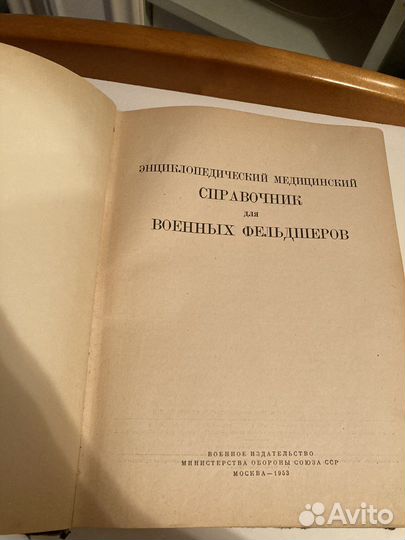 ЭНЦИКЛОПЕДИЧЕСКИЙ МЕДИЦИНСКИЙ
СПРАВОЧНИК
для
ВОЕННЫХ ФЕЛЬДШЕРОВ
ВОЕННОЕ ИЗДАТЕЛЬСТВО
МИНИСТЕРСТВА ОБОРОНЫ СОЮЗА ССР
МОСКВА—1953
Avito